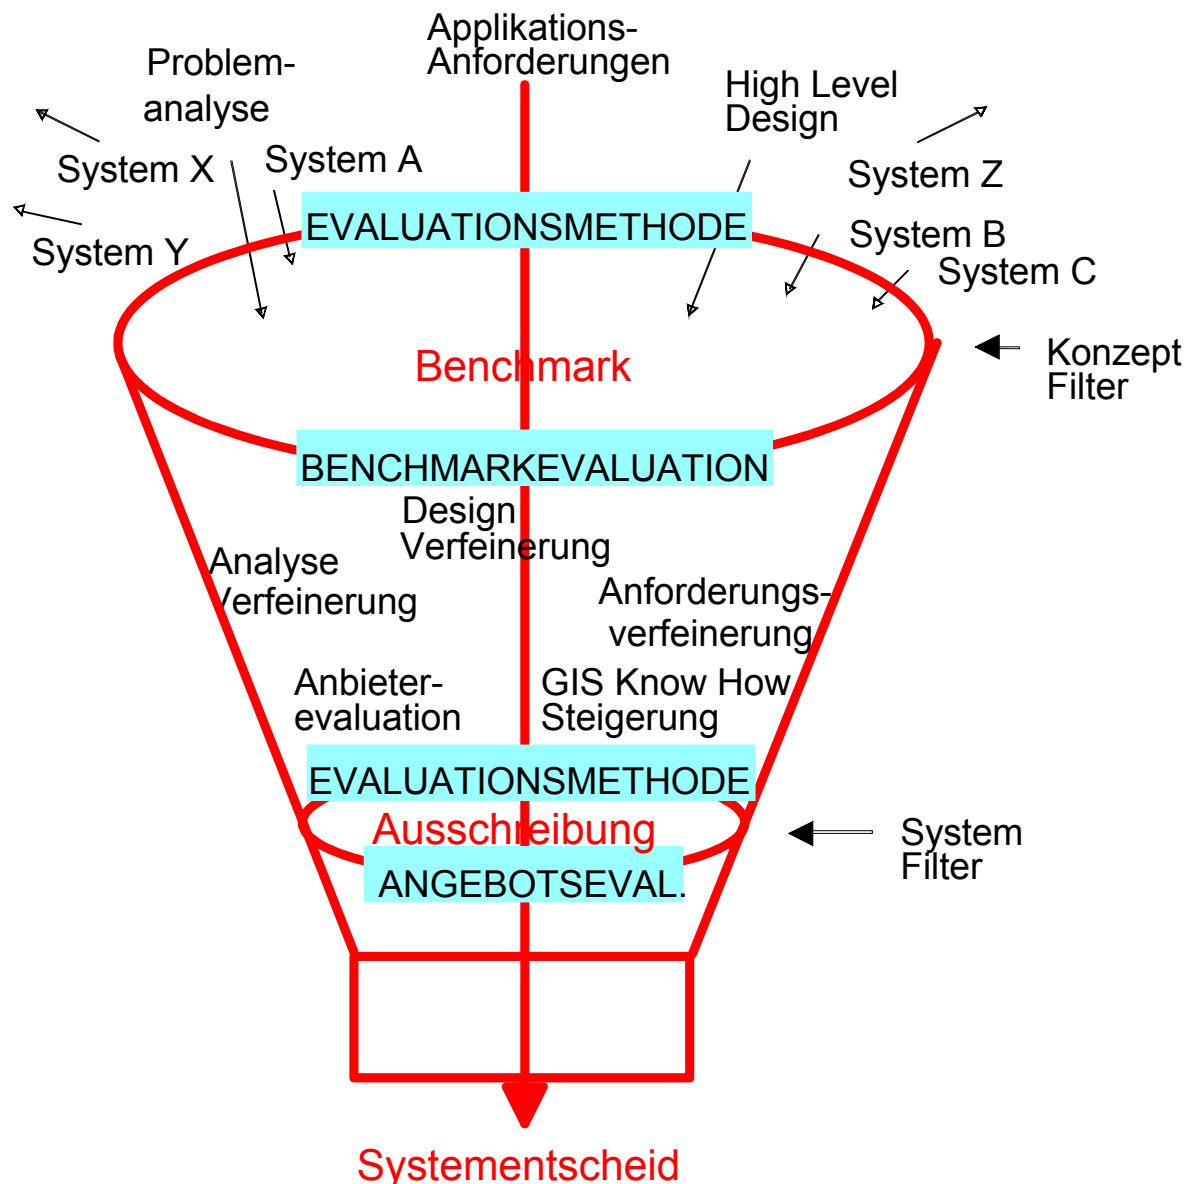 Applikations-
Anforderungen
Problem-
analyse
High Level
Design
System X
System A
System Z
System Y
EVALUATIONSMETHODE
System B
System C
Benchmark
Konzept
Filter
BENCHMARKEVALUATION
Design
Verfeinerung
Analyse
Verfeinerung
Anforderungs-
verfeinerung
Anbieter-
evaluation
GIS Know How
Steigerung
EVALUATIONSMETHODE
Ausschreibung
System
Filter
ANGEBOTSEVAL.
Systementscheid